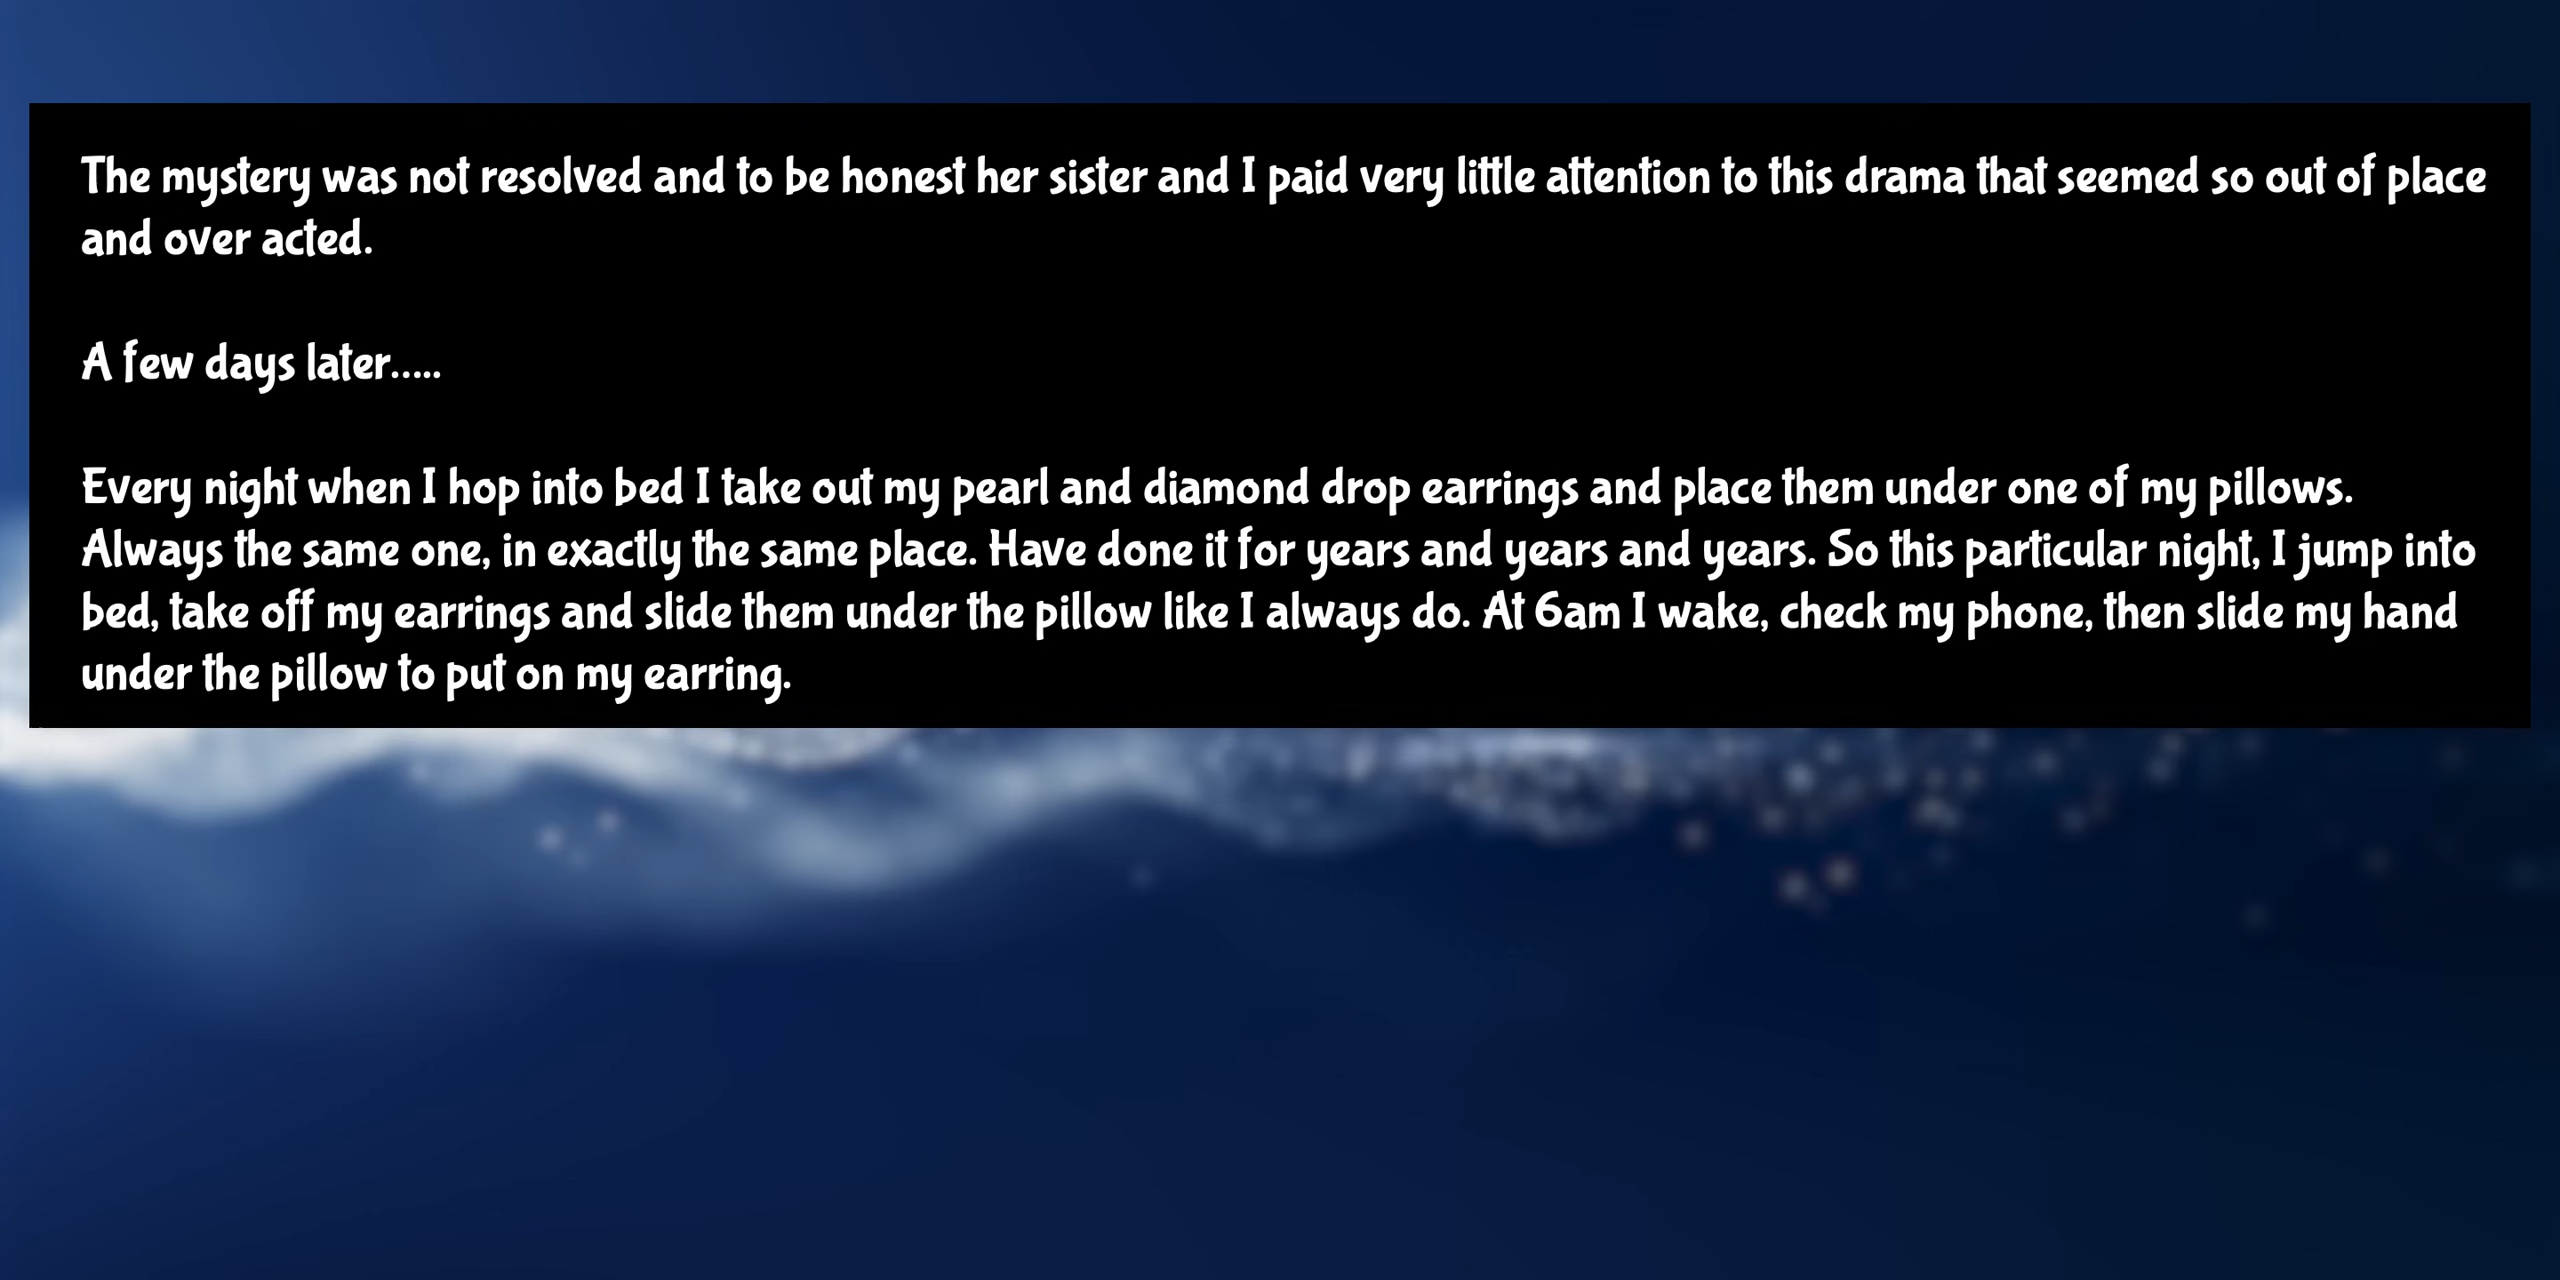 The mystery was not resolved and to be honest her sister and I paid very little attention to this drama that seemed so out of place
and over acted.
A few days later.....
Every night when I hop into bed I take out my pearl and diamond drop earrings and place them under one of my pillows.
Always the same one, in exactly the same place. Have done it for years and years and years. So this particular night, I jump into
bed, take off my earrings and slide them under the pillow like I always do. At 6am I wake, check my phone, then slide my hand
under the pillow to put on my earring.